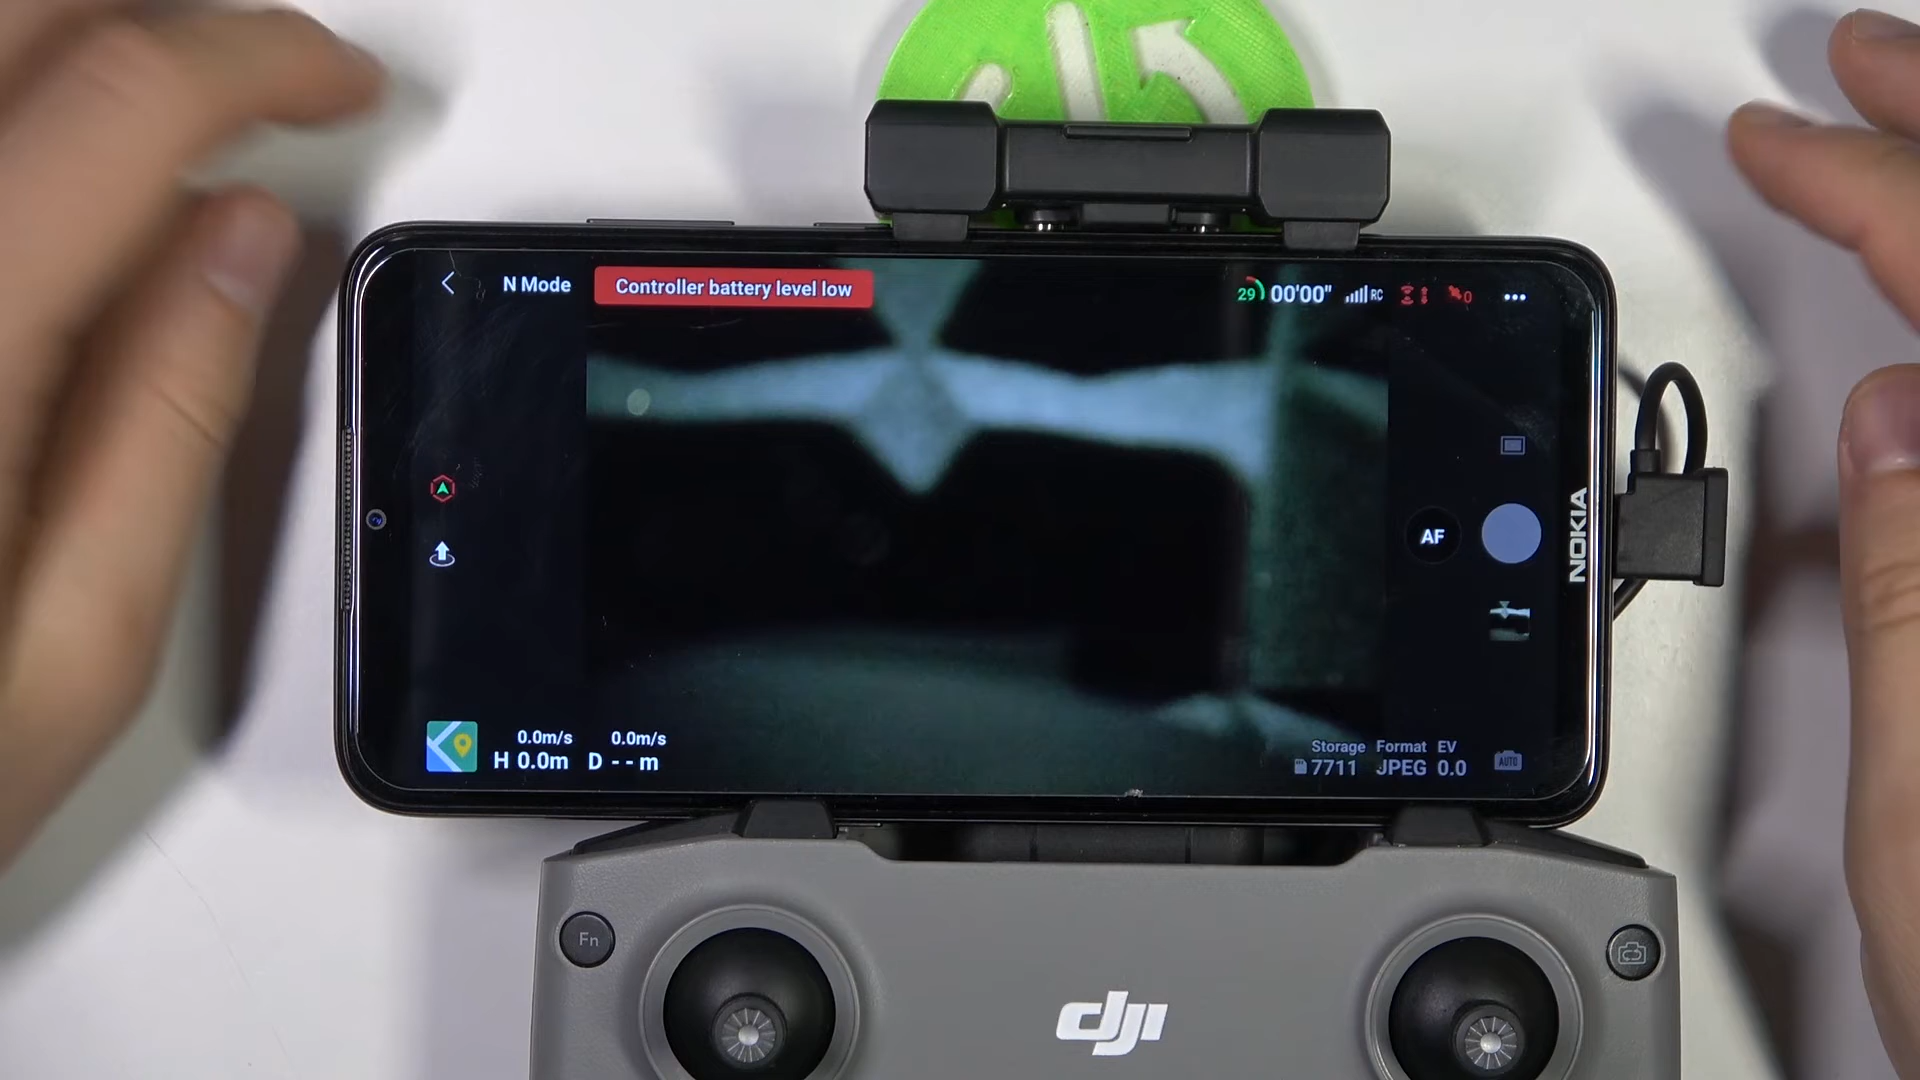 N Mode
Controller battery level low
29 00'00" RC 0
AF
NOKIA
0.0m/s 0.0m/s
H 0.0m D - - m
Storage Format EV
7711 JPEG 0.0
AUTO
Fn
dji